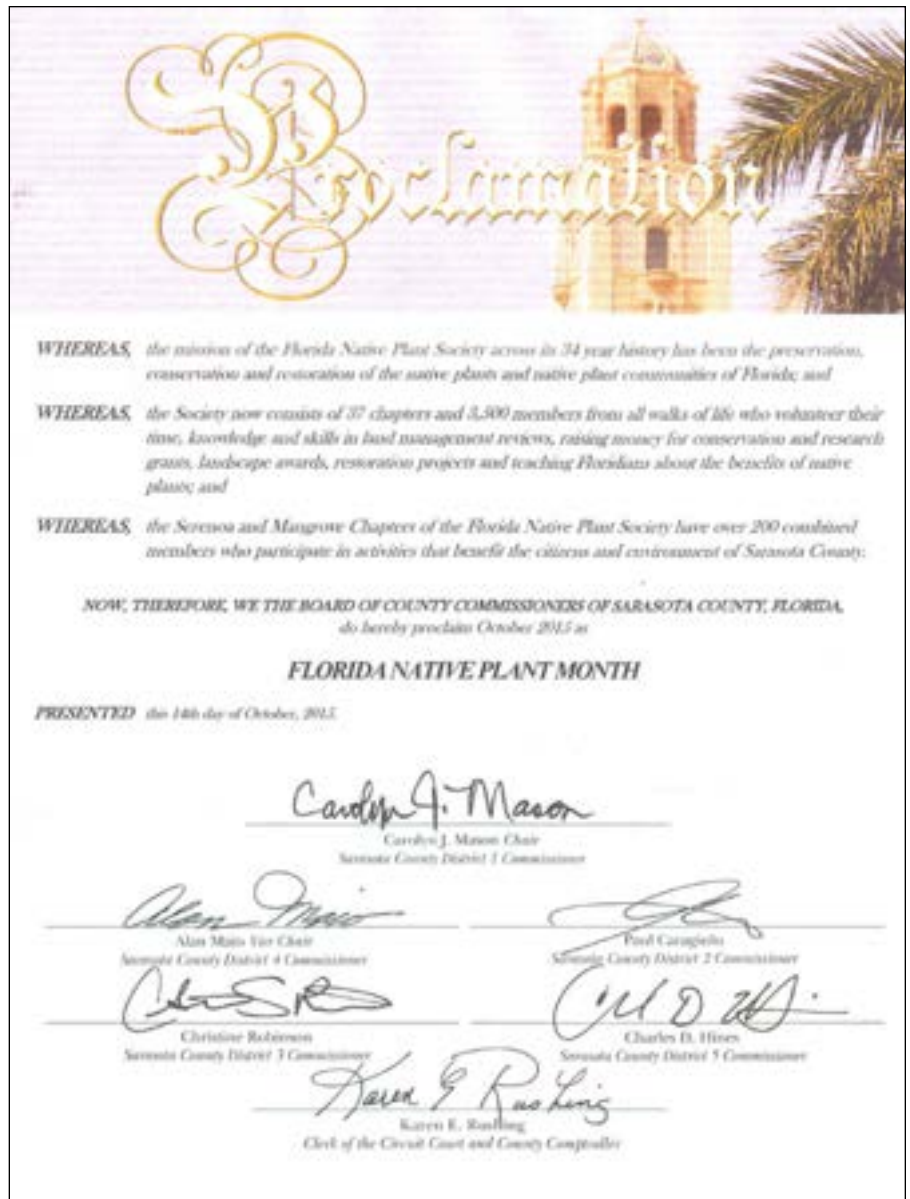 Proclamation
WHEREAS, the mission of the Florida Native Plant Society across its 34 year history has been the preservation,
conservation and restoration of the native plants and native plant communities of Florida; and
WHEREAS, the Society now consists of 37 chapters and 3,500 members from all walks of life who volunteer their
time, knowledge and skills in land management reviews, raising money for conservation and research
grants, landscape awards, restoration projects and teaching Floridians about the benefits of native
plants; and
WHEREAS, the Serenoa and Mangrove Chapters of the Florida Native Plant Society have over 200 combined
members who participate in activities that benefit the citizens and environment of Sarasota County.
NOW, THEREFORE, WE THE BOARD OF COUNTY COMMISSIONERS OF SARASOTA COUNTY, FLORIDA,
do hereby proclaim October 2015 as
FLORIDA NATIVE PLANT MONTH
PRESENTED this 14th day of October, 2015.
Carolyn J. Mason
Carolyn J. Mason Chair
Sarasota County District 1 Commissioner
Alan Maio
Alan Maio Vice Chair
Sarasota County District 4 Commissioner
Paul Caragiulo
Sarasota County District 2 Commissioner
Christine Robinson
Sarasota County District 3 Commissioner
Charles D. Hines
Sarasota County District 5 Commissioner
Karen E Rushing
Karen E. Rushing
Clerk of the Circuit Court and County Comptroller